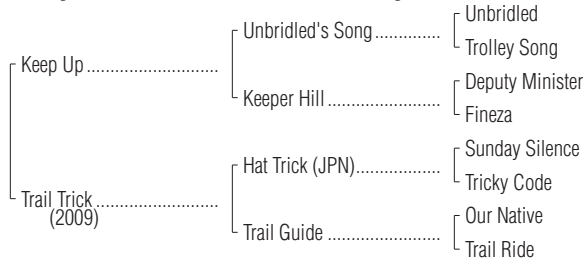 Unbridled
Unbridled's Song..............
Trolley Song
Keep Up...........................
Deputy Minister
Keeper Hill.......................
Fineza
Sunday Silence
Hat Trick (JPN).................
Tricky Code
Trail Trick.........................
(2009)
Our Native
Trail Guide........................
Trail Ride